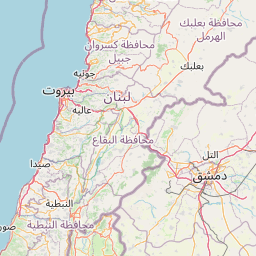 محافظة بعلبك
الهرمل
محافظة كسروان
جبيل
بعلبك
جونيه
بيروت
لبنان
عاليه
محافظة البقاع
صيدا
التل
دمشق
النبطية
محافظة النبطية
صور